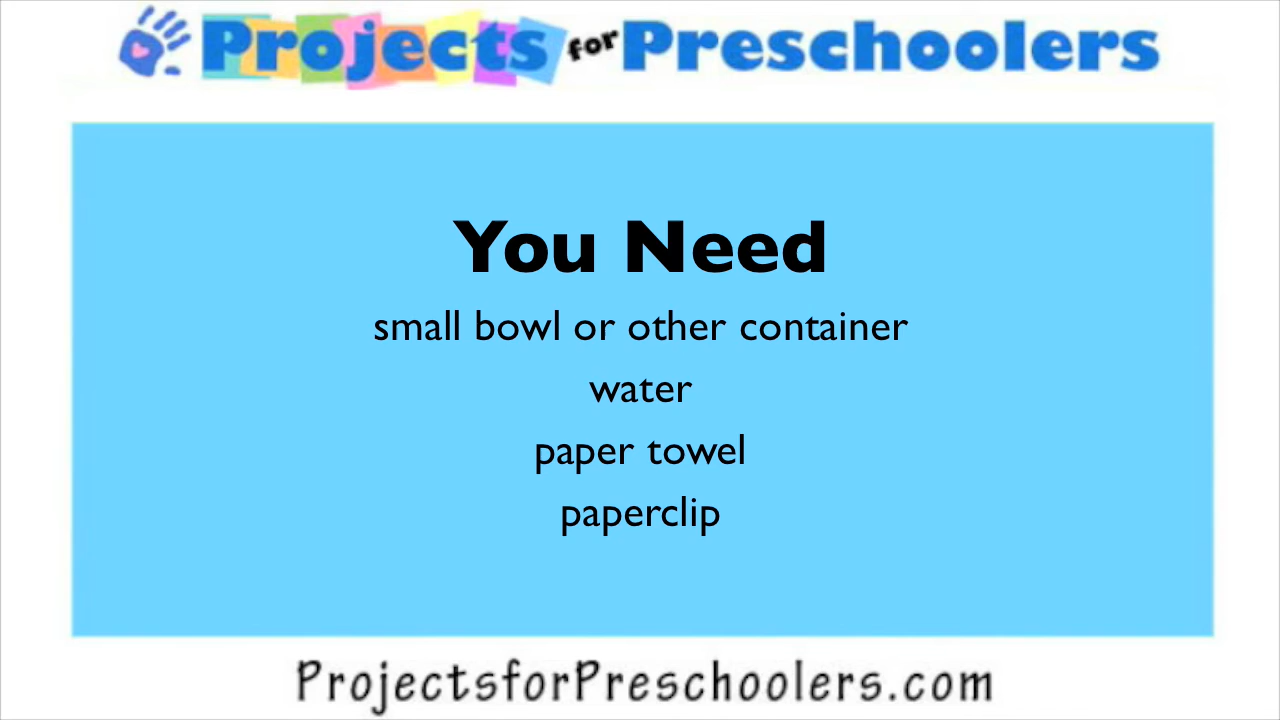 Projects for Preschoolers
You Need
small bowl or other container
water
paper towel
paperclip
ProjectsforPreschoolers.com